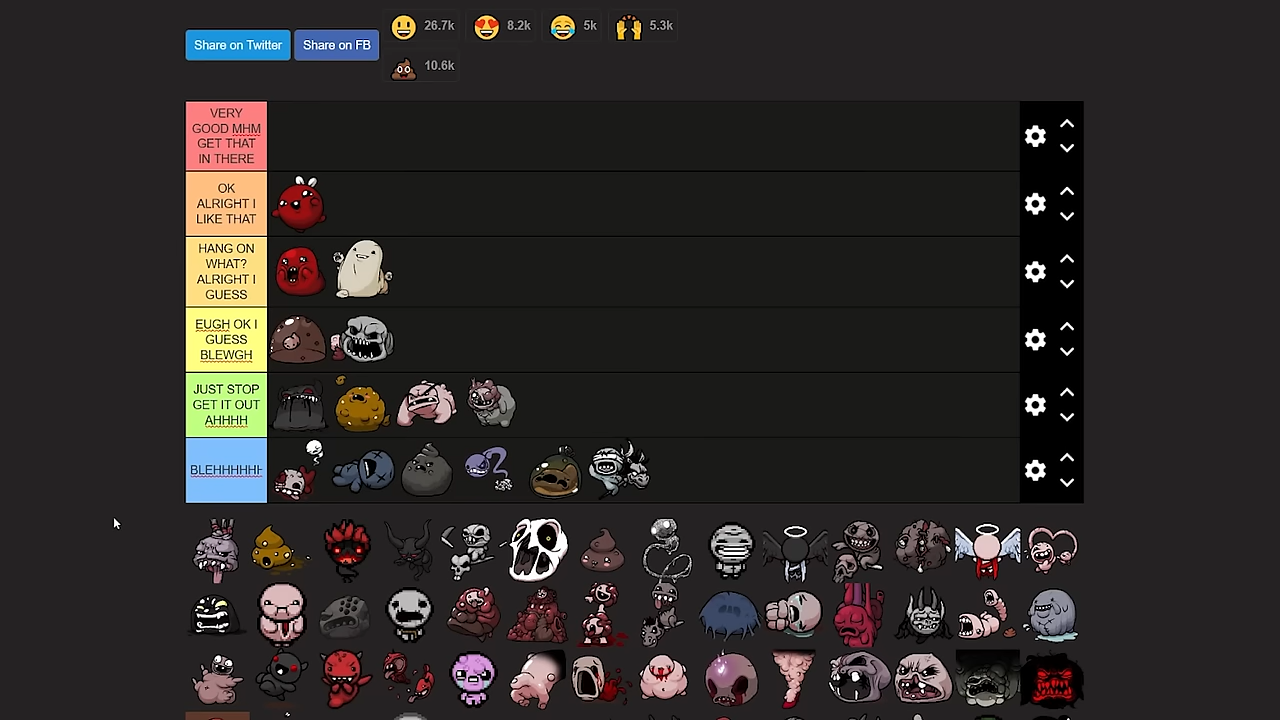 26.7k
8.2k
5k
5.3k
Share on Twitter
Share on FB
10.6k
VERY
GOOD MHM
GET THAT
IN THERE
OK
ALRIGHT I
LIKE THAT
HANG ON
WHAT?
ALRIGHT I
GUESS
EUGH OK I
GUESS
BLEWGH
JUST STOP
GET IT OUT
AHHHH
BLEHHHHHH